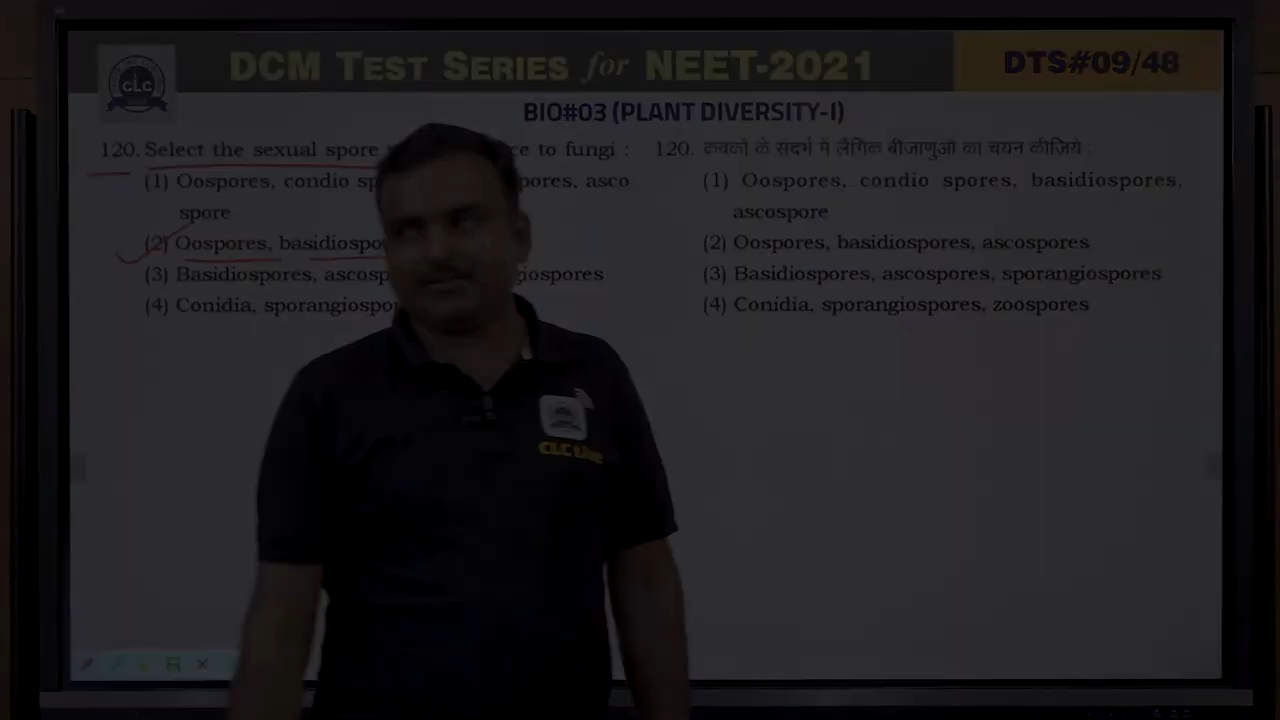 CLC
DCM TEST SERIES for NEET-2021
DTS#09/48
BIO#03 (PLANT DIVERSITY-I)
120. Select the sexual spore ce to fungi :
(1) Oospores, condio sp pores, asco
spore
(2) Oospores, basidiospo
(3) Basidiospores, ascosp giospores
(4) Conidia, sporangiospo
120. कवकों के संदर्भ में लैंगिक बीजाणुओं का चयन कीजिये :
(1) Oospores, condio spores, basidiospores,
ascospore
(2) Oospores, basidiospores, ascospores
(3) Basidiospores, ascospores, sporangiospores
(4) Conidia, sporangiospores, zoospores
CLC Live